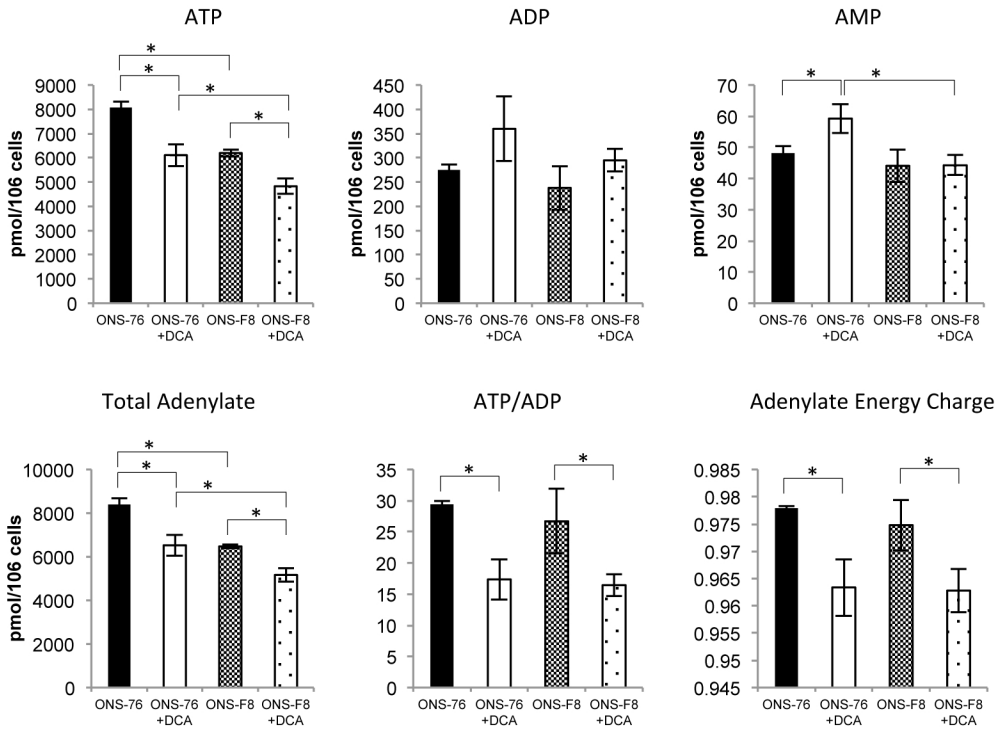 ATP
ADP
AMP
*
*
*
*
pmol/106 cells
9000
8000
7000
6000
5000
4000
3000
2000
1000
0
ONS-76
ONS-76
+DCA
ONS-F8
ONS-F8
+DCA
pmol/106 cells
450
400
350
300
250
200
150
100
50
0
ONS-76
ONS-76
+DCA
ONS-F8
ONS-F8
+DCA
*
*
pmol/106 cells
70
60
50
40
30
20
10
0
ONS-76
ONS-76
+DCA
ONS-F8
ONS-F8
+DCA
Total Adenylate
ATP/ADP
Adenylate Energy Charge
*
*
*
*
pmol/106 cells
10000
8000
6000
4000
2000
0
ONS-76
ONS-76
+DCA
ONS-F8
ONS-F8
+DCA
*
*
35
30
25
20
15
10
5
0
ONS-76
ONS-76
+DCA
ONS-F8
ONS-F8
+DCA
*
*
0.985
0.98
0.975
0.97
0.965
0.96
0.955
0.95
0.945
ONS-76
ONS-76
+DCA
ONS-F8
ONS-F8
+DCA